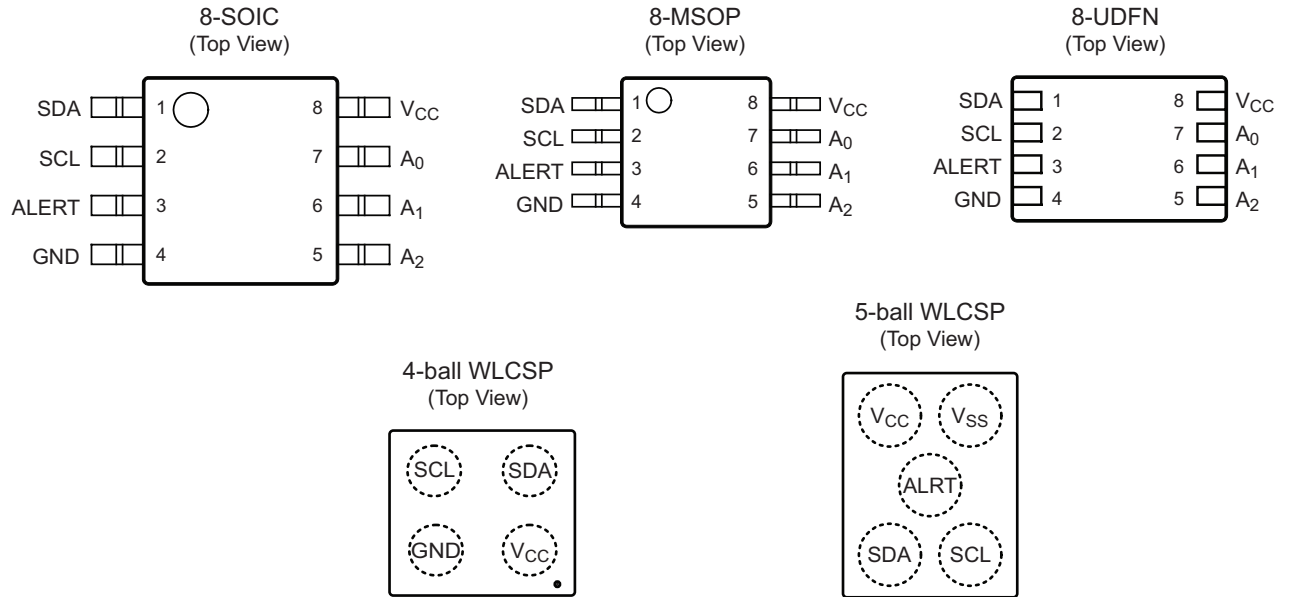 8-SOIC
(Top View)
SDA 1 8 VCC
SCL 2 7 A0
ALERT 3 6 A1
GND 4 5 A2
8-MSOP
(Top View)
SDA 1 8 VCC
SCL 2 7 A0
ALERT 3 6 A1
GND 4 5 A2
8-UDFN
(Top View)
SDA 1 8 VCC
SCL 2 7 A0
ALERT 3 6 A1
GND 4 5 A2
4-ball WLCSP
(Top View)
SCL SDA
GND VCC
5-ball WLCSP
(Top View)
VCC VSS
ALRT
SDA SCL